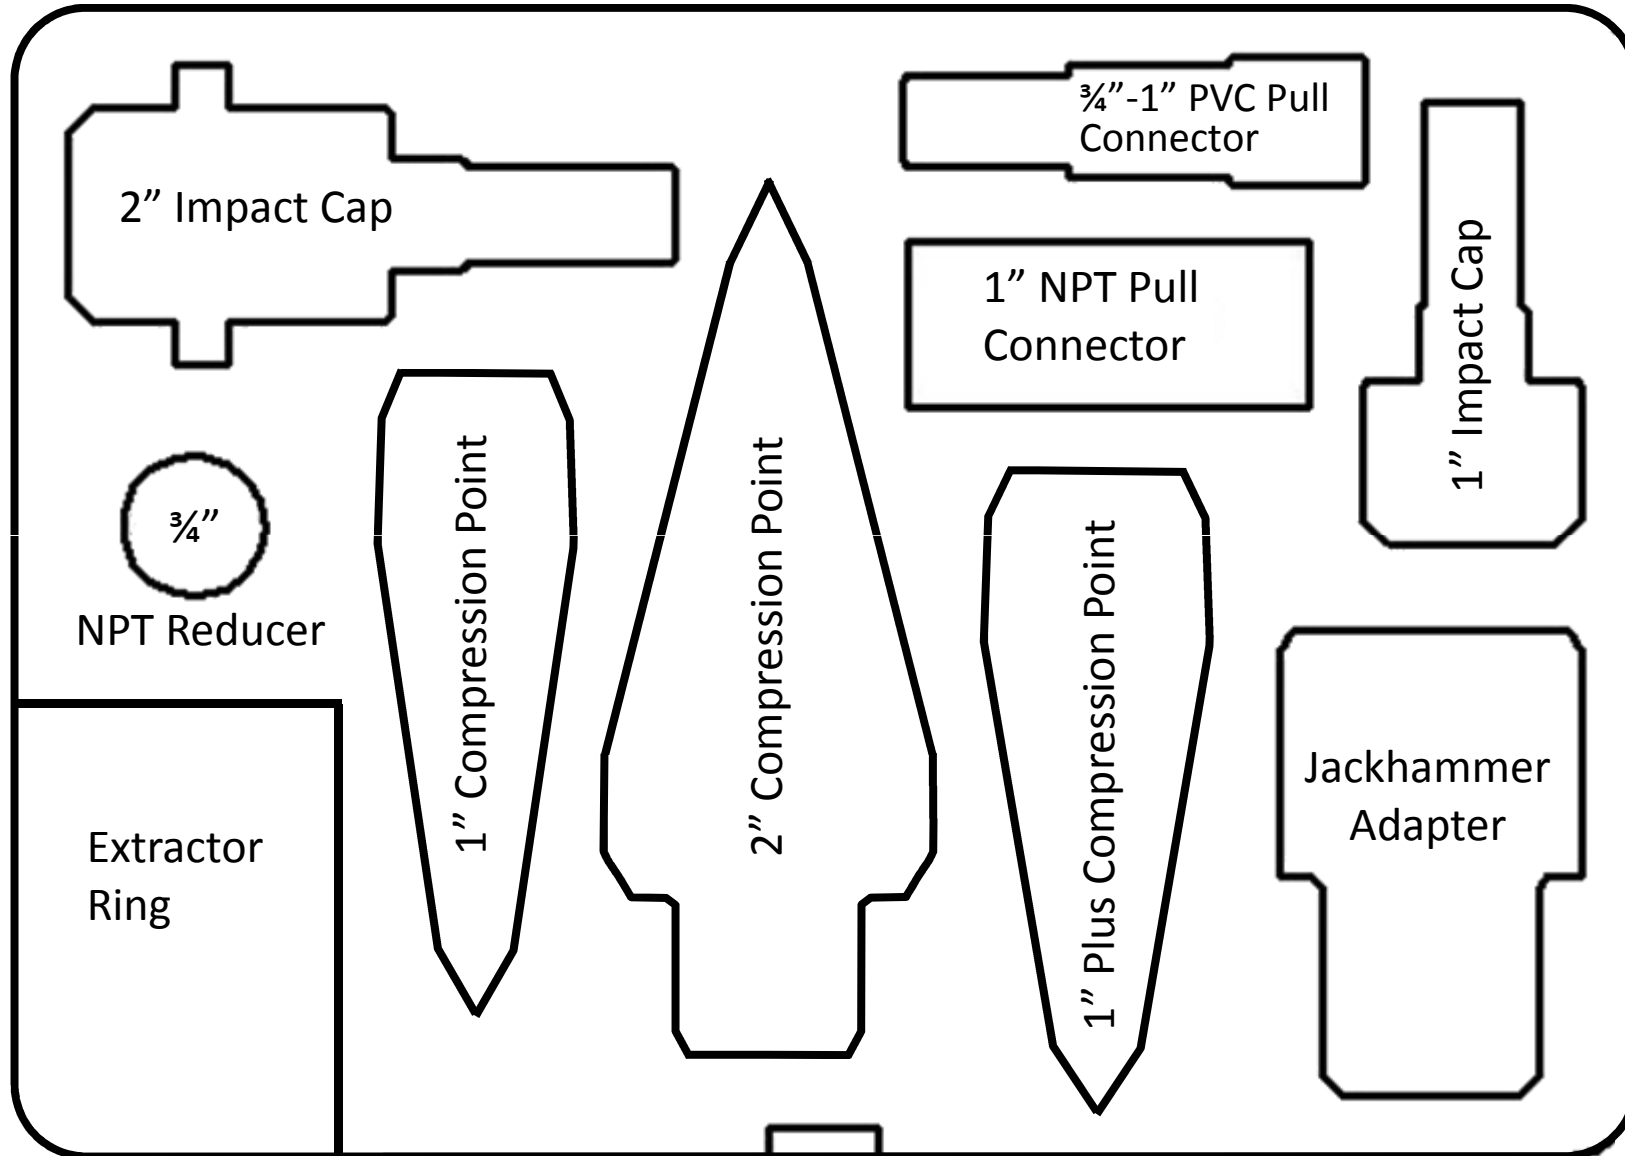 2” Impact Cap
¾”-1” PVC Pull
Connector
1” NPT Pull
Connector
1” Impact Cap
¾”
NPT Reducer
1” Compression Point
2” Compression Point
1” Plus Compression Point
Jackhammer
Adapter
Extractor
Ring